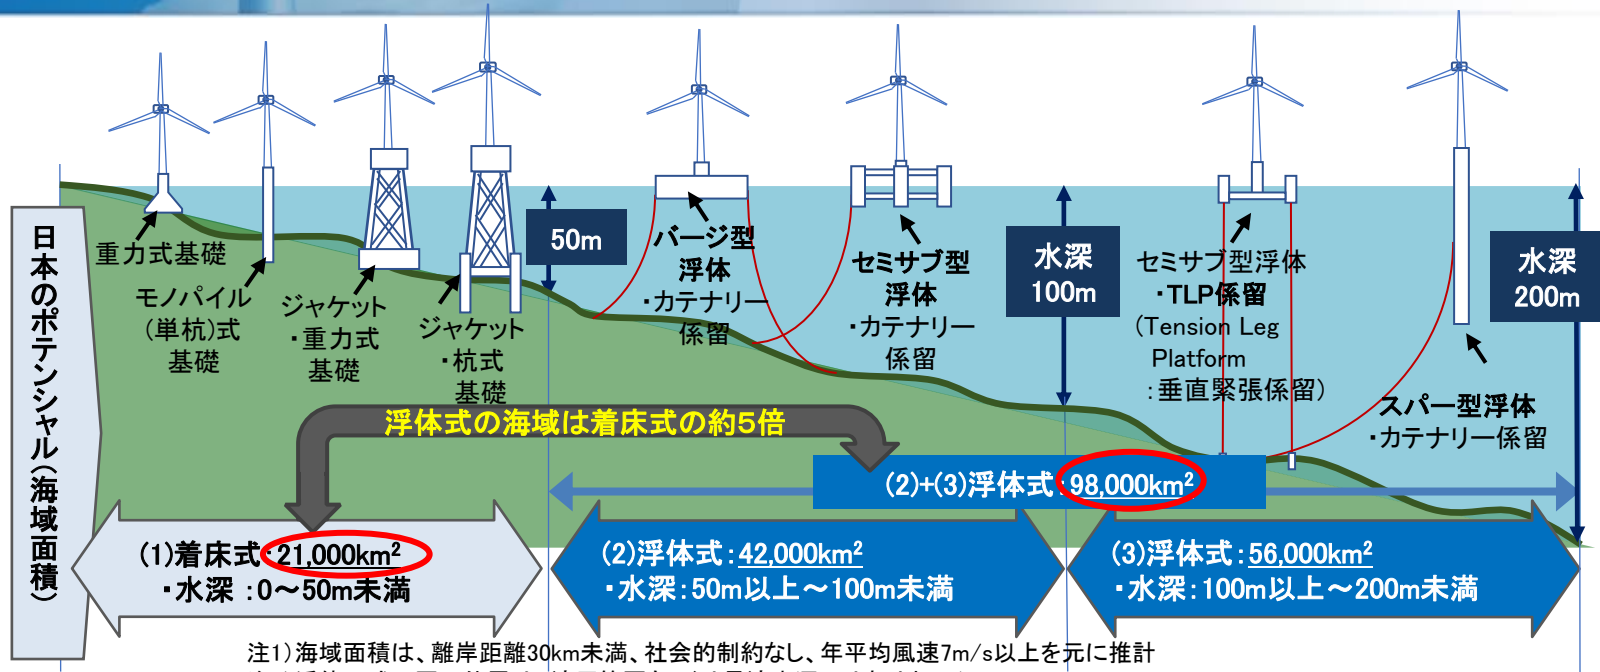 日本のポテンシャル（海域面積）
重力式基礎
モノパイル
（単杭）式
基礎
ジャケット
・重力式
基礎
ジャケット
・杭式
基礎
50m
バージ型
浮体
・カテナリー
係留
セミサブ型
浮体
・カテナリー
係留
水深
100m
セミサブ型浮体
・TLP係留
（Tension Leg
Platform
：垂直緊張係留）
スパー型浮体
・カテナリー係留
水深
200m
浮体式の海域は着床式の約5倍
(2)+(3)浮体式：98,000km²
(1)着床式：21,000km²
・水深：0～50m未満
(2)浮体式：42,000km²
・水深：50m以上～100m未満
(3)浮体式：56,000km²
・水深：100m以上～200m未満
注1）海域面積は、離岸距離30km未満、社会的制約なし、年平均風速7m/s以上を元に推計